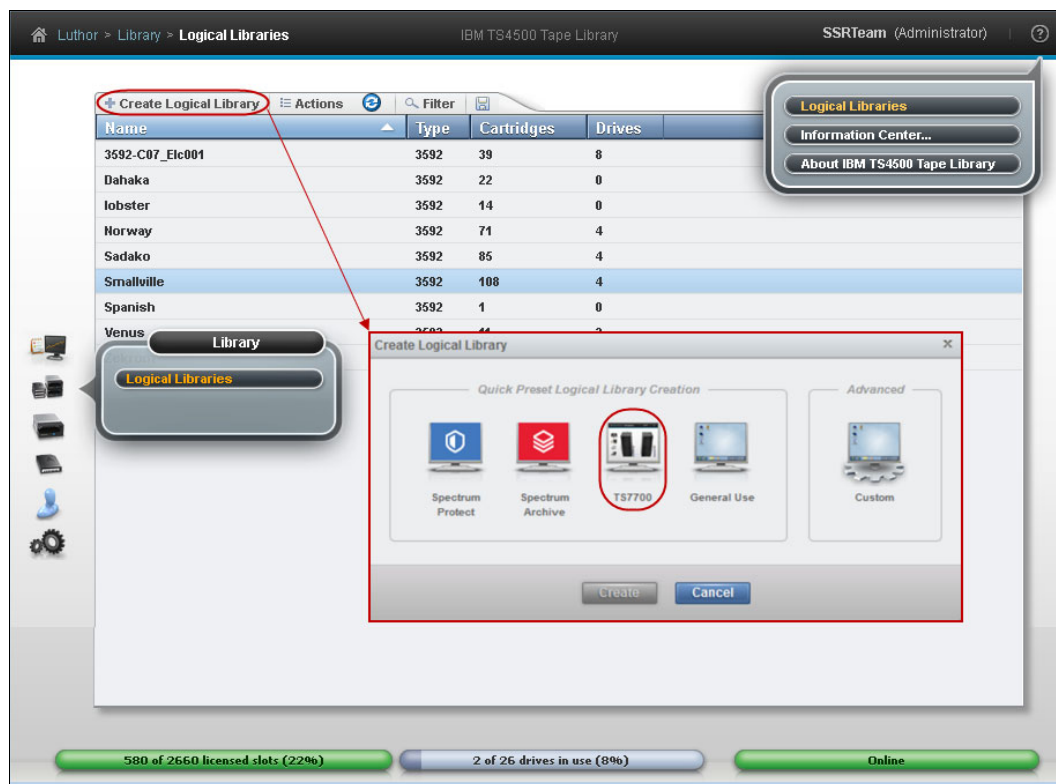 Luthor > Library > Logical Libraries
IBM TS4500 Tape Library
SSRTeam (Administrator)
?
Create Logical Library
Actions
Filter
Logical Libraries
Information Center...
About IBM TS4500 Tape Library
Name Type Cartridges Drives
3592-C07_Elc001 3592 39 8
Dahaka 3592 22 0
lobster 3592 14 0
Norway 3592 71 4
Sadako 3592 85 4
Smallville 3592 108 4
Spanish 3592 1 0
Venus
Library
Logical Libraries
Create Logical Library
Quick Preset Logical Library Creation
Advanced
Spectrum Protect
Spectrum Archive
TS7700
General Use
Custom
Create
Cancel
580 of 2660 licensed slots (22%)
2 of 26 drives in use (8%)
Online